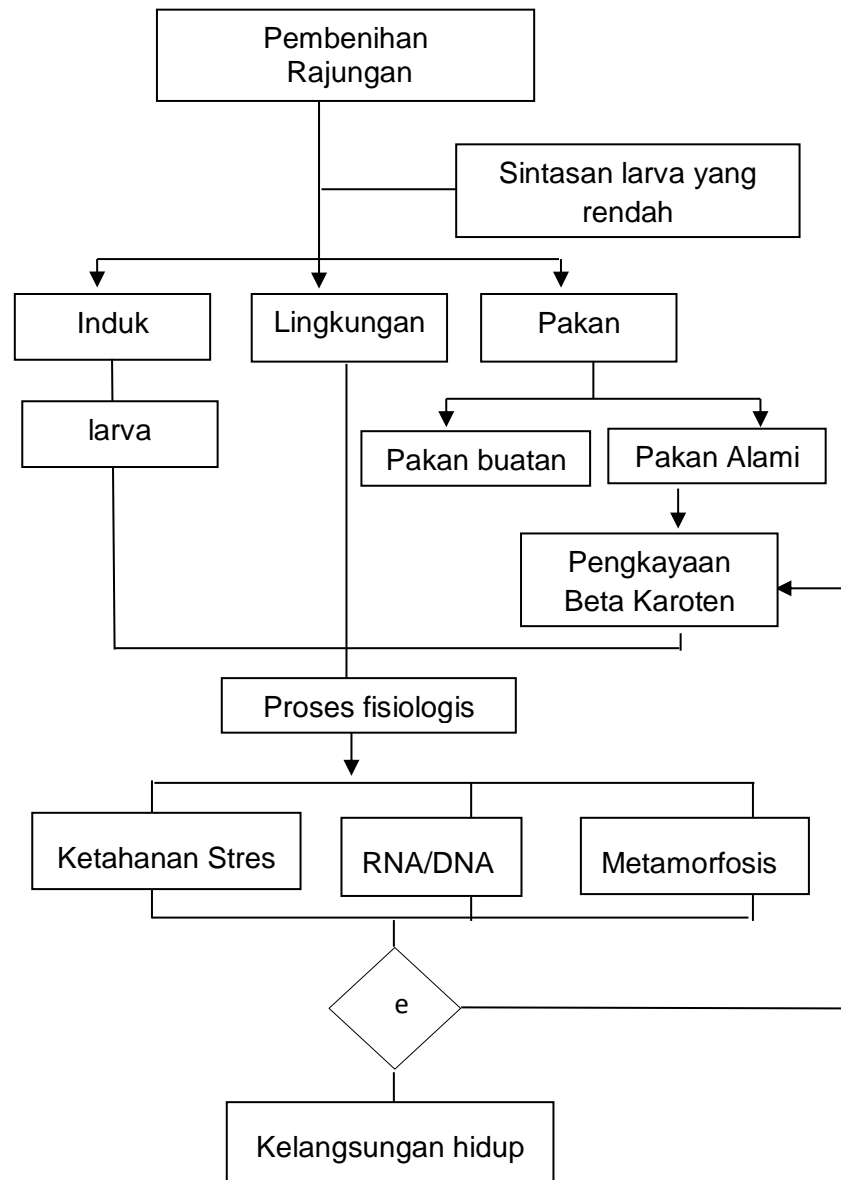 Pembenihan
Rajungan
Sintasan larva yang
rendah
Induk
Lingkungan
Pakan
larva
Pakan buatan
Pakan Alami
Pengkayaan
Beta Karoten
Proses fisiologis
Ketahanan Stres
RNA/DNA
Metamorfosis
e
Kelangsungan hidup